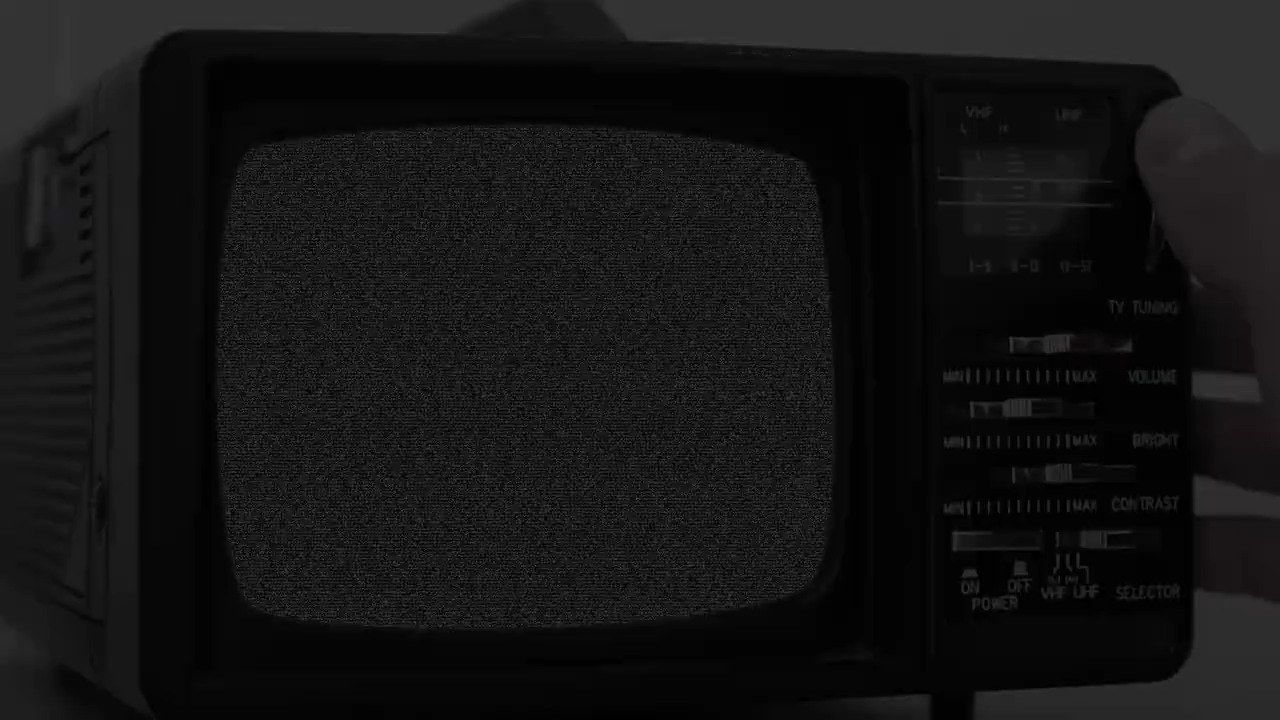 VHF UHF
L H
TV TUNING
MIN MAX VOLUME
MIN MAX BRIGHT
MIN MAX CONTRAST
ON OFF
VHF UHF SELECTOR
POWER